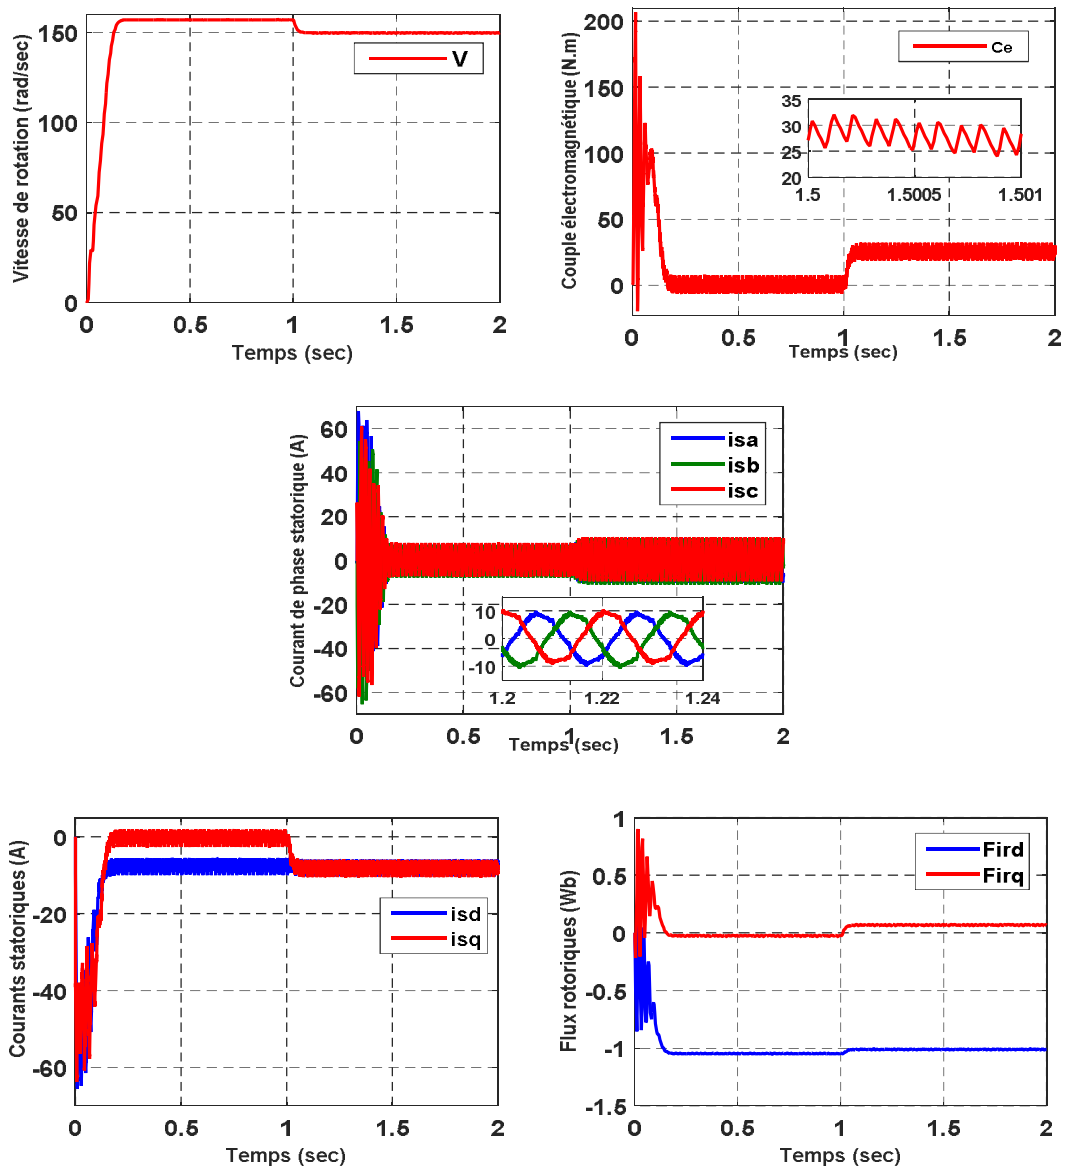 Vitesse de rotation (rad/sec)
150
100
50
0
0 0.5 1 1.5 2
Temps (sec)
V
Couple électromagnétique (N.m)
200
150
100
50
0
0 0.5 1 1.5 2
Temps (sec)
Ce
35
30
25
20
1.5 1.5005 1.501
Courant de phase statorique (A)
60
40
20
0
-20
-40
-60
0 0.5 1 1.5 2
Temps (sec)
isa
isb
isc
10
0
-10
1.2 1.22 1.24
Courants statoriques (A)
0
-20
-40
-60
0 0.5 1 1.5 2
Temps (sec)
isd
isq
Flux rotoriques (Wb)
1
0.5
0
-0.5
-1
-1.5
0 0.5 1 1.5 2
Temps (sec)
Fird
Firq